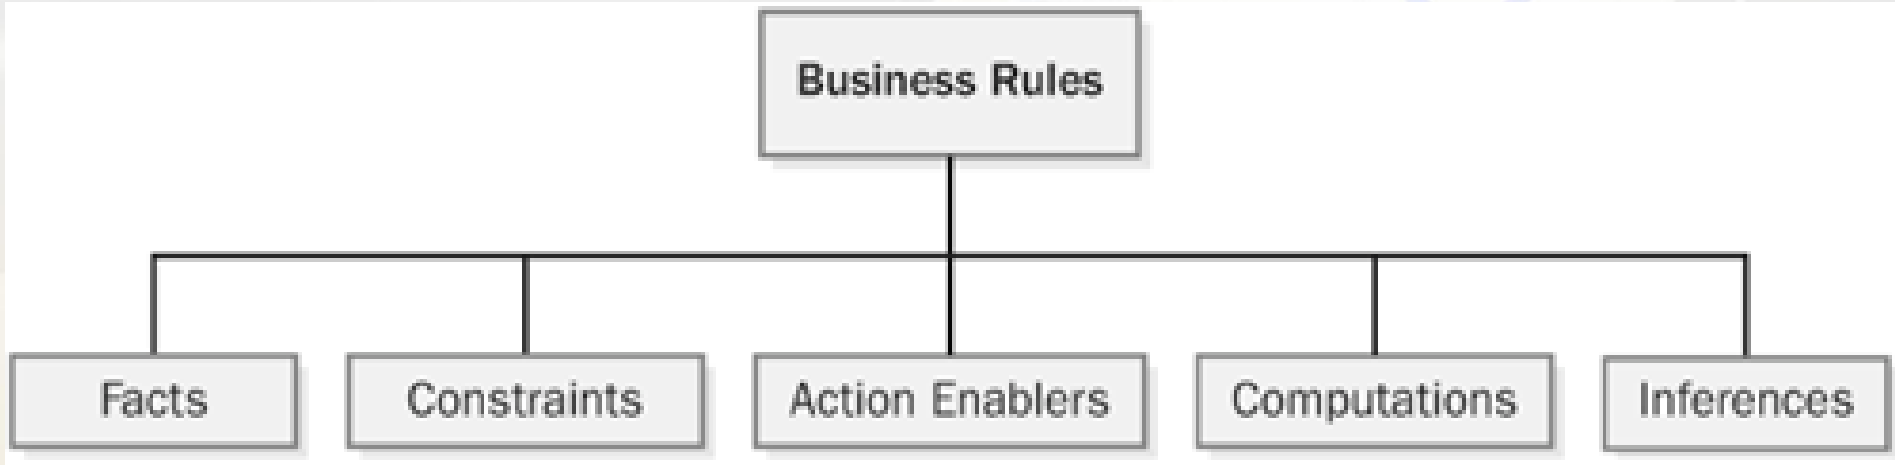 Business Rules
Facts
Constraints
Action Enablers
Computations
Inferences